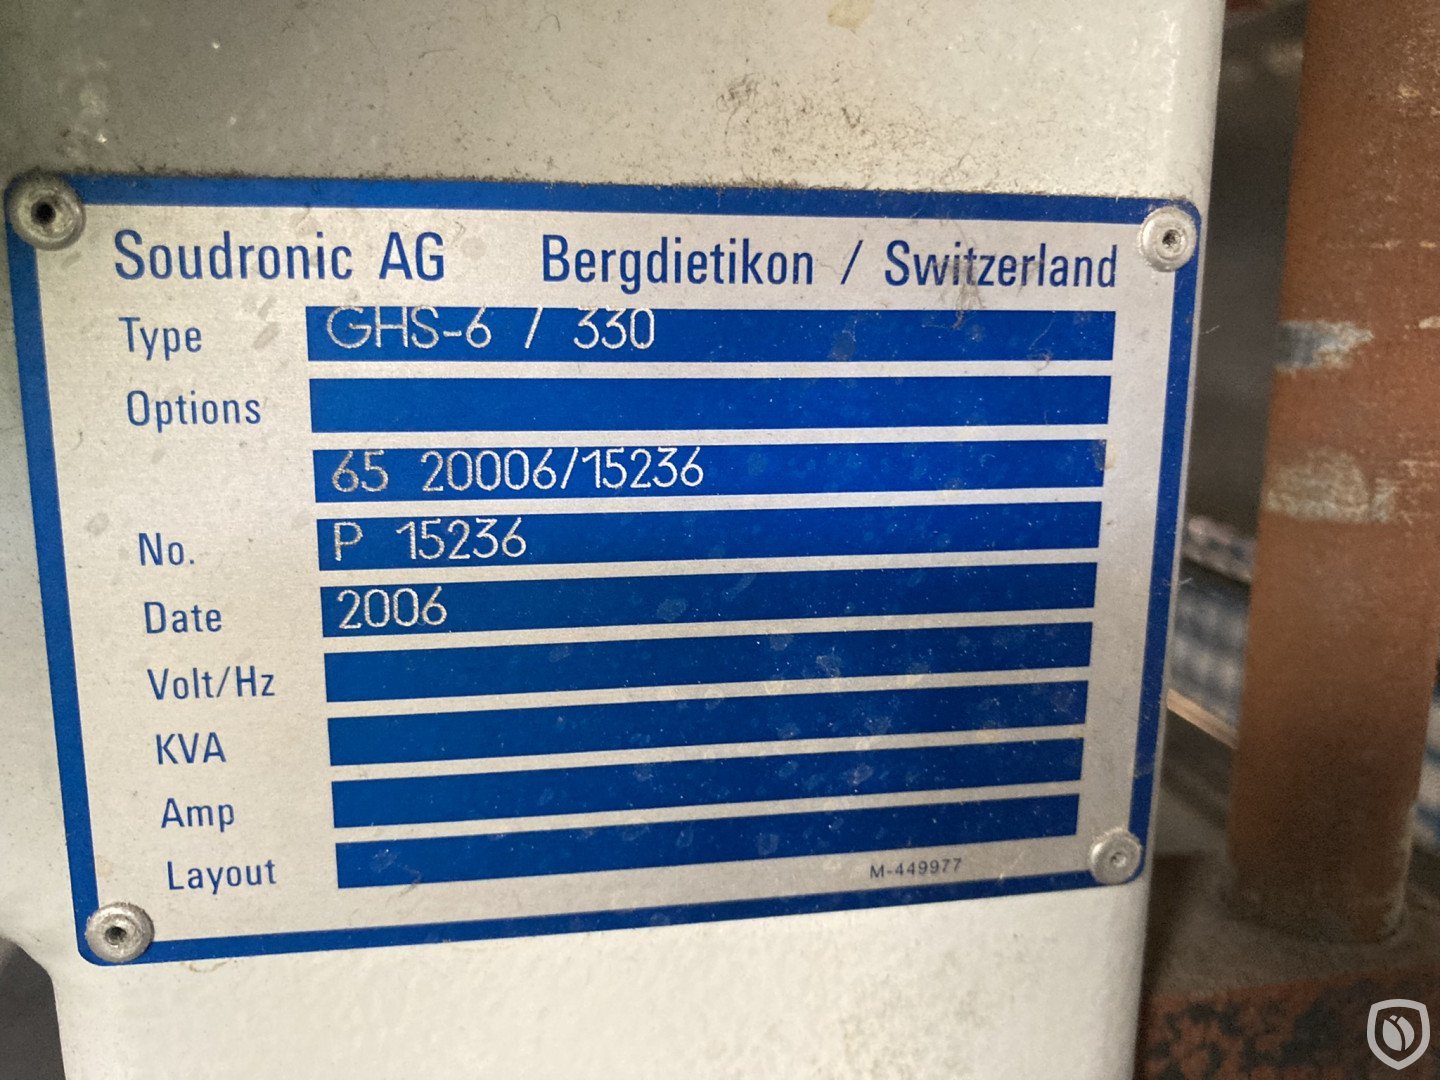 Soudronic AG Bergdietikon / Switzerland
Type GHS-6 / 330
Options
65 20006/15236
No. P 15236
Date 2006
Volt/Hz
KVA
Amp
Layout
M-449977